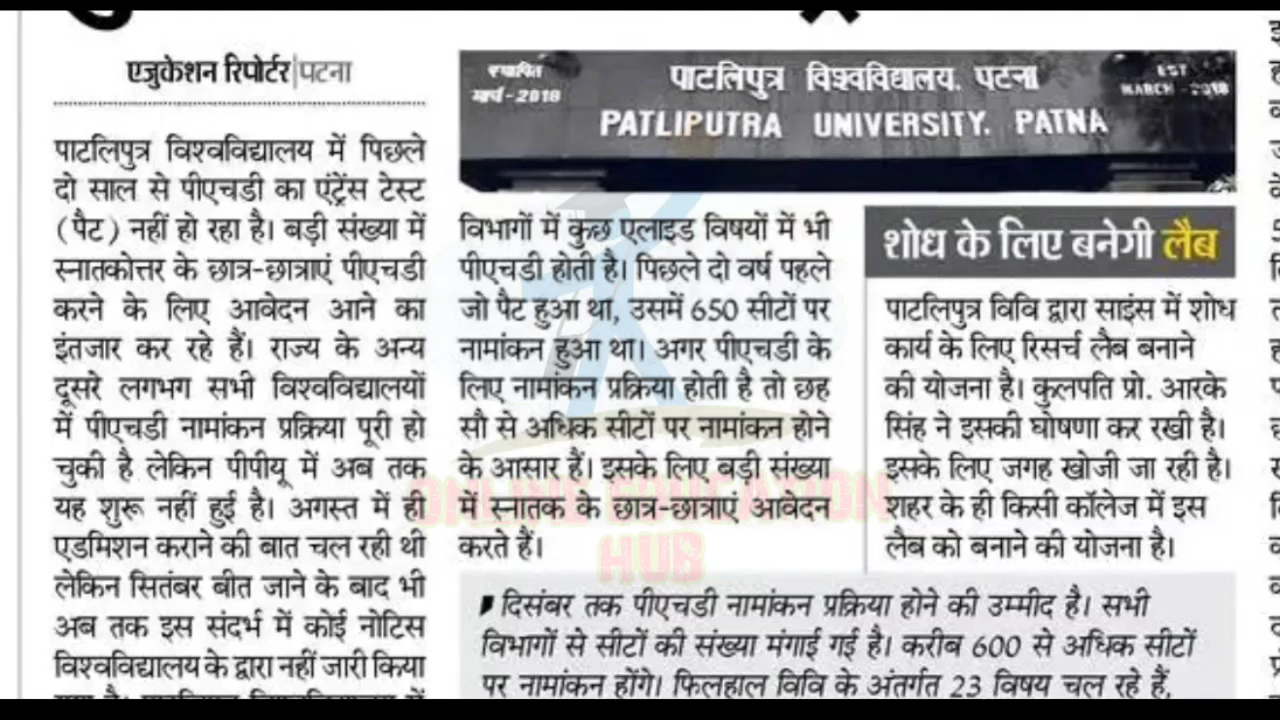 एजुकेशन रिपोर्टर|पटना
पाटलिपुत्र विश्वविद्यालय में पिछले
दो साल से पीएचडी का एंट्रेंस टेस्ट
(पैट) नहीं हो रहा है। बड़ी संख्या में
स्नातकोत्तर के छात्र-छात्राएं पीएचडी
करने के लिए आवेदन आने का
इंतजार कर रहे हैं। राज्य के अन्य
दूसरे लगभग सभी विश्वविद्यालयों
में पीएचडी नामांकन प्रक्रिया पूरी हो
चुकी है लेकिन पीपीयू में अब तक
यह शुरू नहीं हुई है। अगस्त में ही
एडमिशन कराने की बात चल रही थी
लेकिन सितंबर बीत जाने के बाद भी
अब तक इस संदर्भ में कोई नोटिस
विश्वविद्यालय के द्वारा नहीं जारी किया
स्थापित
मार्च-2018
पाटलिपुत्र विश्वविद्यालय, पटना
EST
MARCH-2018
PATLIPUTRA UNIVERSITY, PATNA
विभागों में कुछ एलाइड विषयों में भी
पीएचडी होती है। पिछले दो वर्ष पहले
जो पैट हुआ था, उसमें 650 सीटों पर
नामांकन हुआ था। अगर पीएचडी के
लिए नामांकन प्रक्रिया होती है तो छह
सौ से अधिक सीटों पर नामांकन होने
के आसार हैं। इसके लिए बड़ी संख्या
में स्नातक के छात्र-छात्राएं आवेदन
करते हैं।
शोध के लिए बनेगी लैब
पाटलिपुत्र विवि द्वारा साइंस में शोध
कार्य के लिए रिसर्च लैब बनाने
की योजना है। कुलपति प्रो. आरके
सिंह ने इसकी घोषणा कर रखी है।
इसके लिए जगह खोजी जा रही है।
शहर के ही किसी कॉलेज में इस
लैब को बनाने की योजना है।
दिसंबर तक पीएचडी नामांकन प्रक्रिया होने की उम्मीद है। सभी
विभागों से सीटों की संख्या मंगाई गई है। करीब 600 से अधिक सीटों
पर नामांकन होंगे। फिलहाल विवि के अंतर्गत 23 विषय चल रहे हैं,
ONLINE EDUCATION
HUB